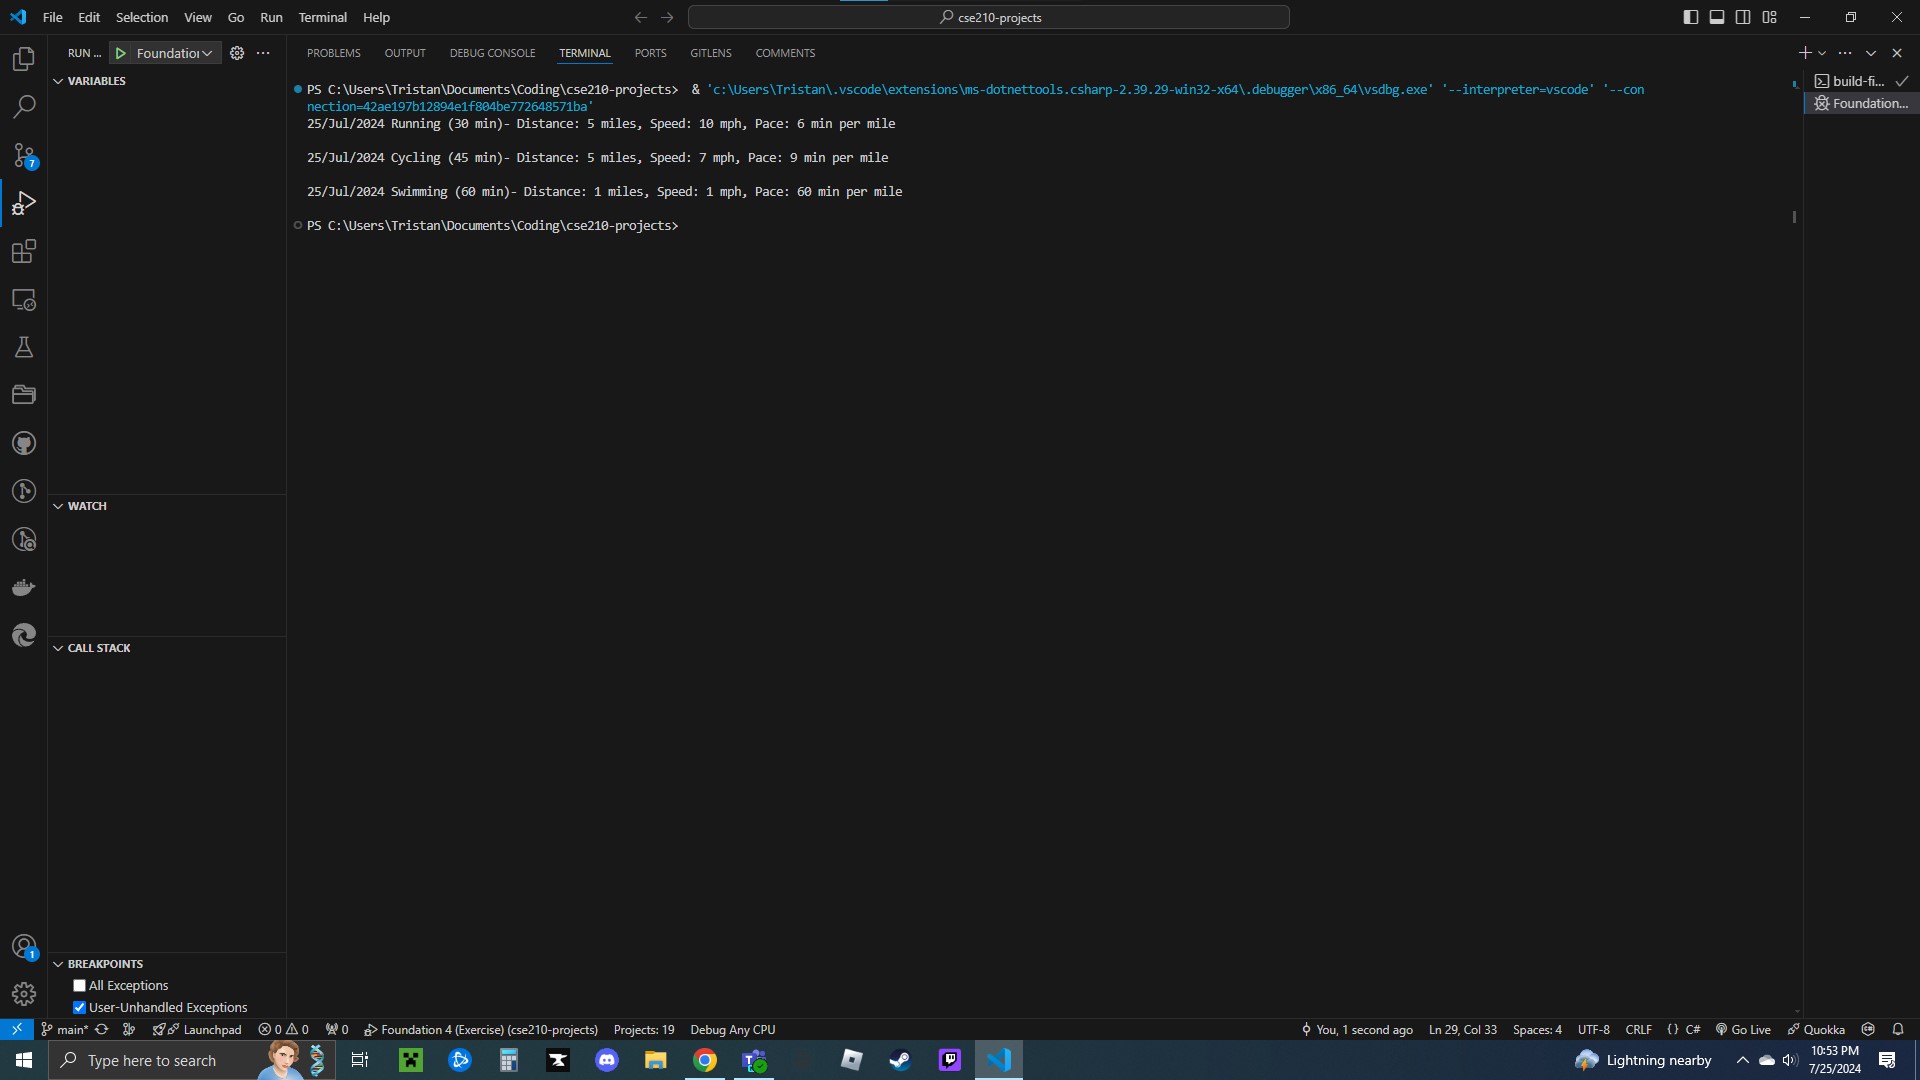 File Edit Selection View Go Run Terminal Help
cse210-projects
RUN ...
Foundation
PROBLEMS OUTPUT DEBUG CONSOLE TERMINAL PORTS GITLENS COMMENTS
VARIABLES
PS C:\Users\Tristan\Documents\Coding\cse210-projects> & 'c:\Users\Tristan\.vscode\extensions\ms-dotnettools.csharp-2.39.29-win32-x64\.debugger\x86_64\vsdbg.exe' '--interpreter=vscode' '--con
nection=42ae197b12894e1f804be772648571ba'
25/Jul/2024 Running (30 min)- Distance: 5 miles, Speed: 10 mph, Pace: 6 min per mile
25/Jul/2024 Cycling (45 min)- Distance: 5 miles, Speed: 7 mph, Pace: 9 min per mile
25/Jul/2024 Swimming (60 min)- Distance: 1 miles, Speed: 1 mph, Pace: 60 min per mile
PS C:\Users\Tristan\Documents\Coding\cse210-projects>
build-fi...
Foundation...
7
WATCH
CALL STACK
BREAKPOINTS
All Exceptions
User-Unhandled Exceptions
1
main* Launchpad 0 0 0 Foundation 4 (Exercise) (cse210-projects) Projects: 19 Debug Any CPU
You, 1 second ago Ln 29, Col 33 Spaces: 4 UTF-8 CRLF {} C# Go Live Quokka
Type here to search
Lightning nearby
10:53 PM
7/25/2024